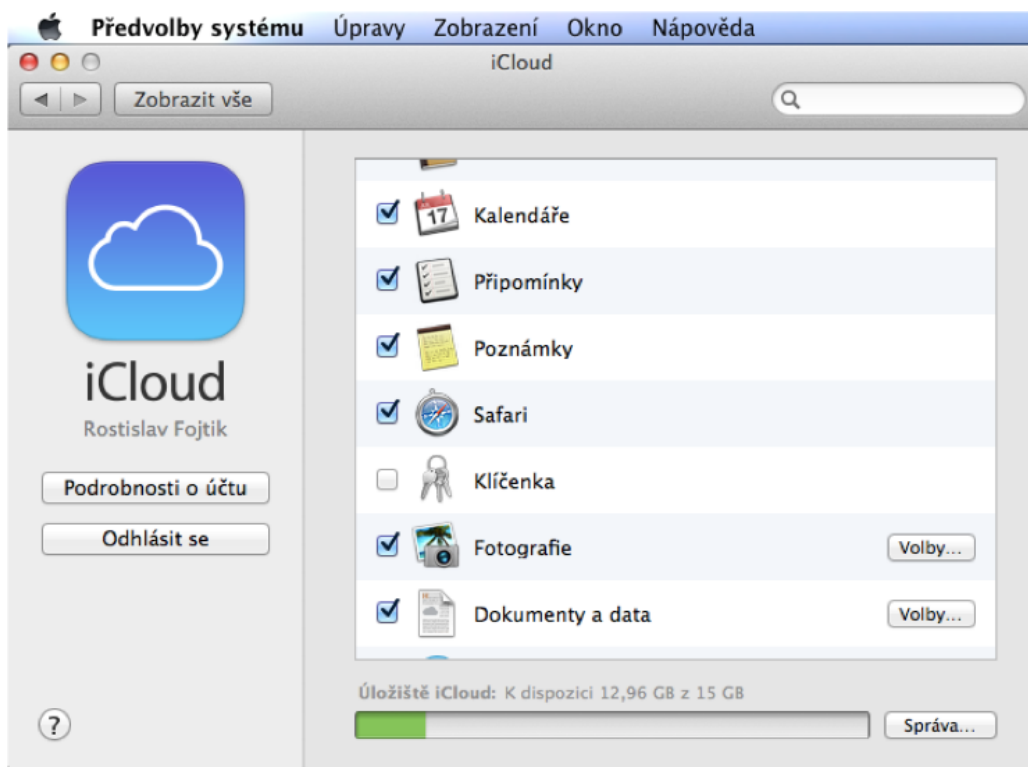 Předvolby systému Úpravy Zobrazení Okno Nápověda
iCloud
Zobrazit vše
17 Kalendáře
Připomínky
Poznámky
Safari
Klíčenka
Fotografie Volby...
Dokumenty a data Volby...
iCloud
Rostislav Fojtik
Podrobnosti o účtu
Odhlásit se
Úložiště iCloud: K dispozici 12,96 GB z 15 GB
? Správa...